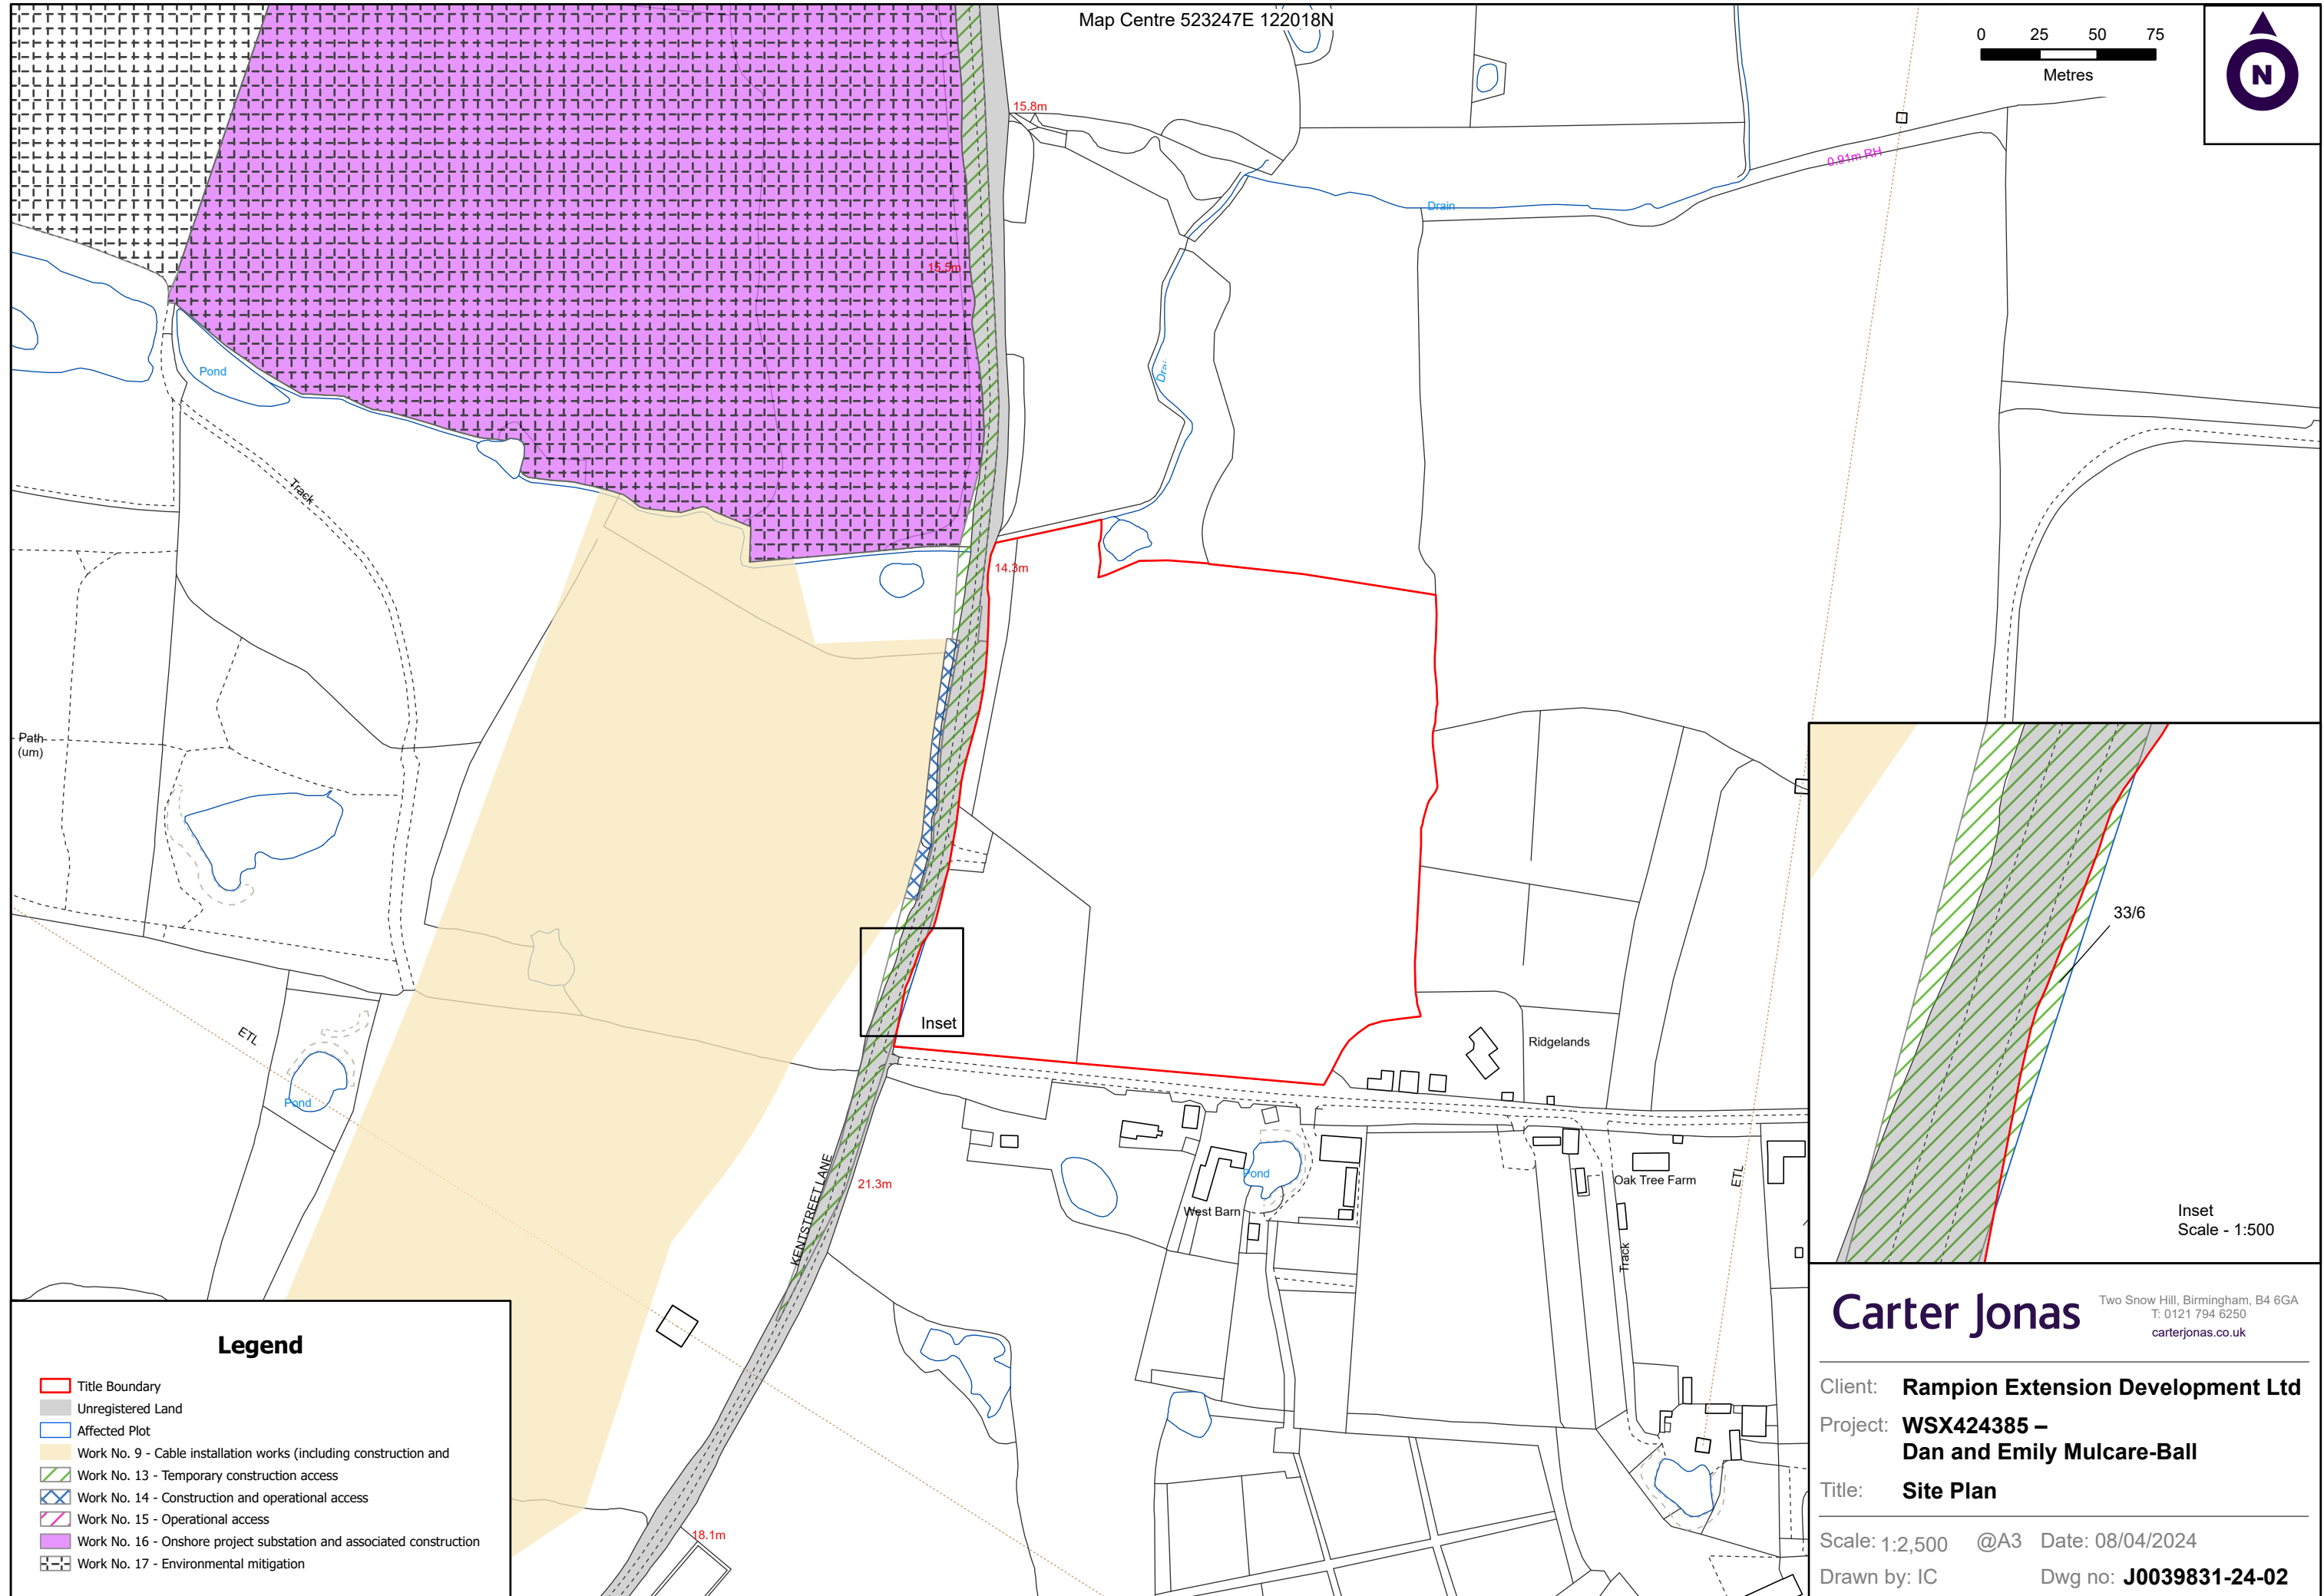 Map Centre 523247E 122018N
0 25 50 75
Metres
N
15.8m
0.91m RH
Drain
15.5m
Pond
Track
14.3m
Path
(um)
ETL
Pond
Inset
Ridgelands
KENTSTREET LANE
21.3m
Pond
West Barn
Oak Tree Farm
ETL
Track
18.1m
33/6
Inset
Scale - 1:500
Legend
Title Boundary
Unregistered Land
Affected Plot
Work No. 9 - Cable installation works (including construction and
Work No. 13 - Temporary construction access
Work No. 14 - Construction and operational access
Work No. 15 - Operational access
Work No. 16 - Onshore project substation and associated construction
Work No. 17 - Environmental mitigation
Carter Jonas
Two Snow Hill, Birmingham, B4 6GA
T: 0121 794 6250
carterjonas.co.uk
Client: Rampion Extension Development Ltd
Project: WSX424385 –
Dan and Emily Mulcare-Ball
Title: Site Plan
Scale: 1:2,500 @A3 Date: 08/04/2024
Drawn by: IC Dwg no: J0039831-24-02